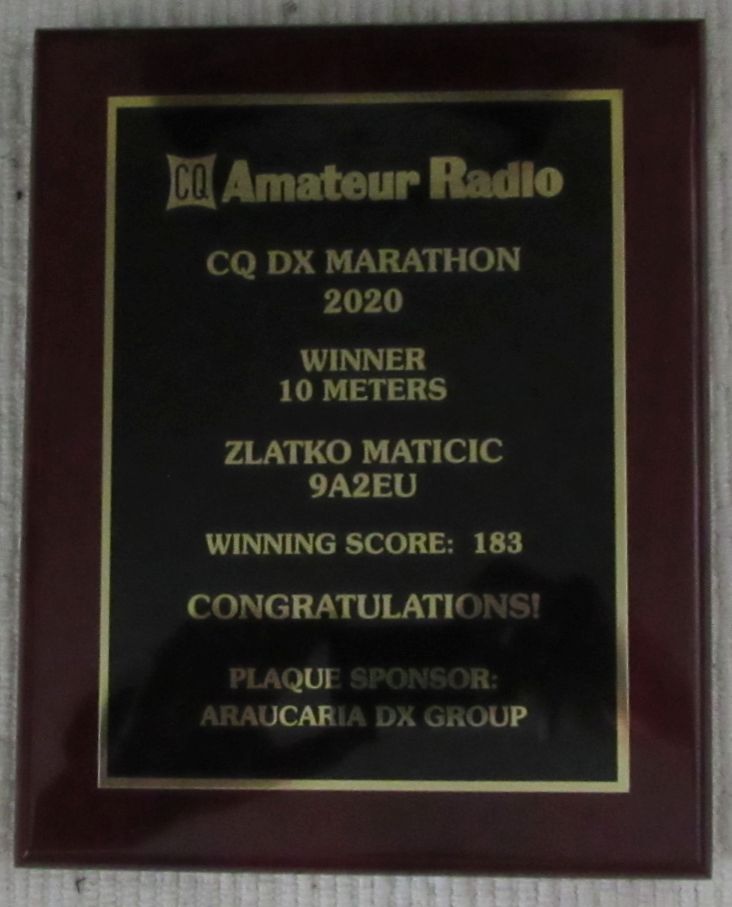 CQ Amateur Radio
CQ DX MARATHON
2020
WINNER
10 METERS
ZLATKO MATICIC
9A2EU
WINNING SCORE: 183
CONGRATULATIONS!
PLAQUE SPONSOR:
ARAUCARIA DX GROUP